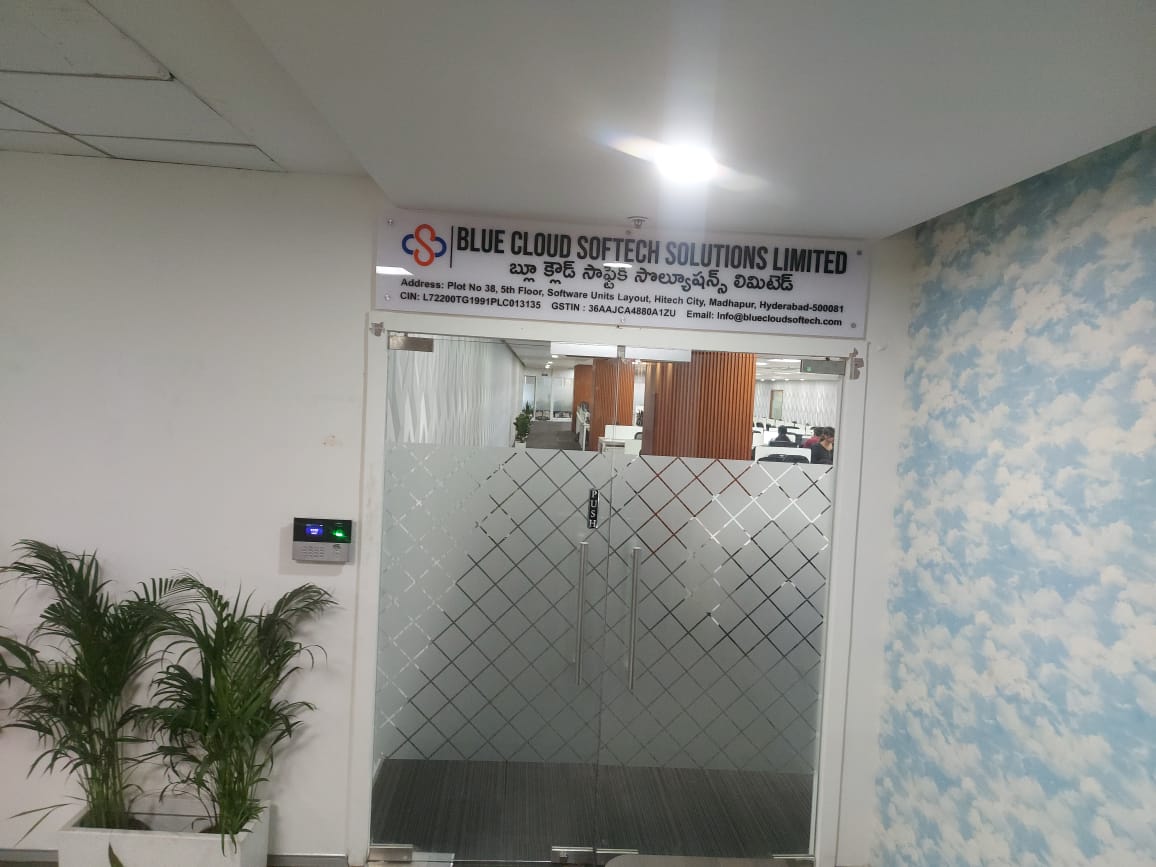 BLUE CLOUD SOFTECH SOLUTIONS LIMITED
బ్లూ క్లౌడ్ సాఫ్టెక్ సొల్యూషన్స్ లిమిటెడ్
Address: Plot No 38, 5th Floor, Software Units Layout, Hitech City, Madhapur, Hyderabad-500081
CIN: L72200TG1991PLC013135 GSTIN : 36AAJCA4880A1ZU Email: Info@bluecloudsoftech.com
PUSH